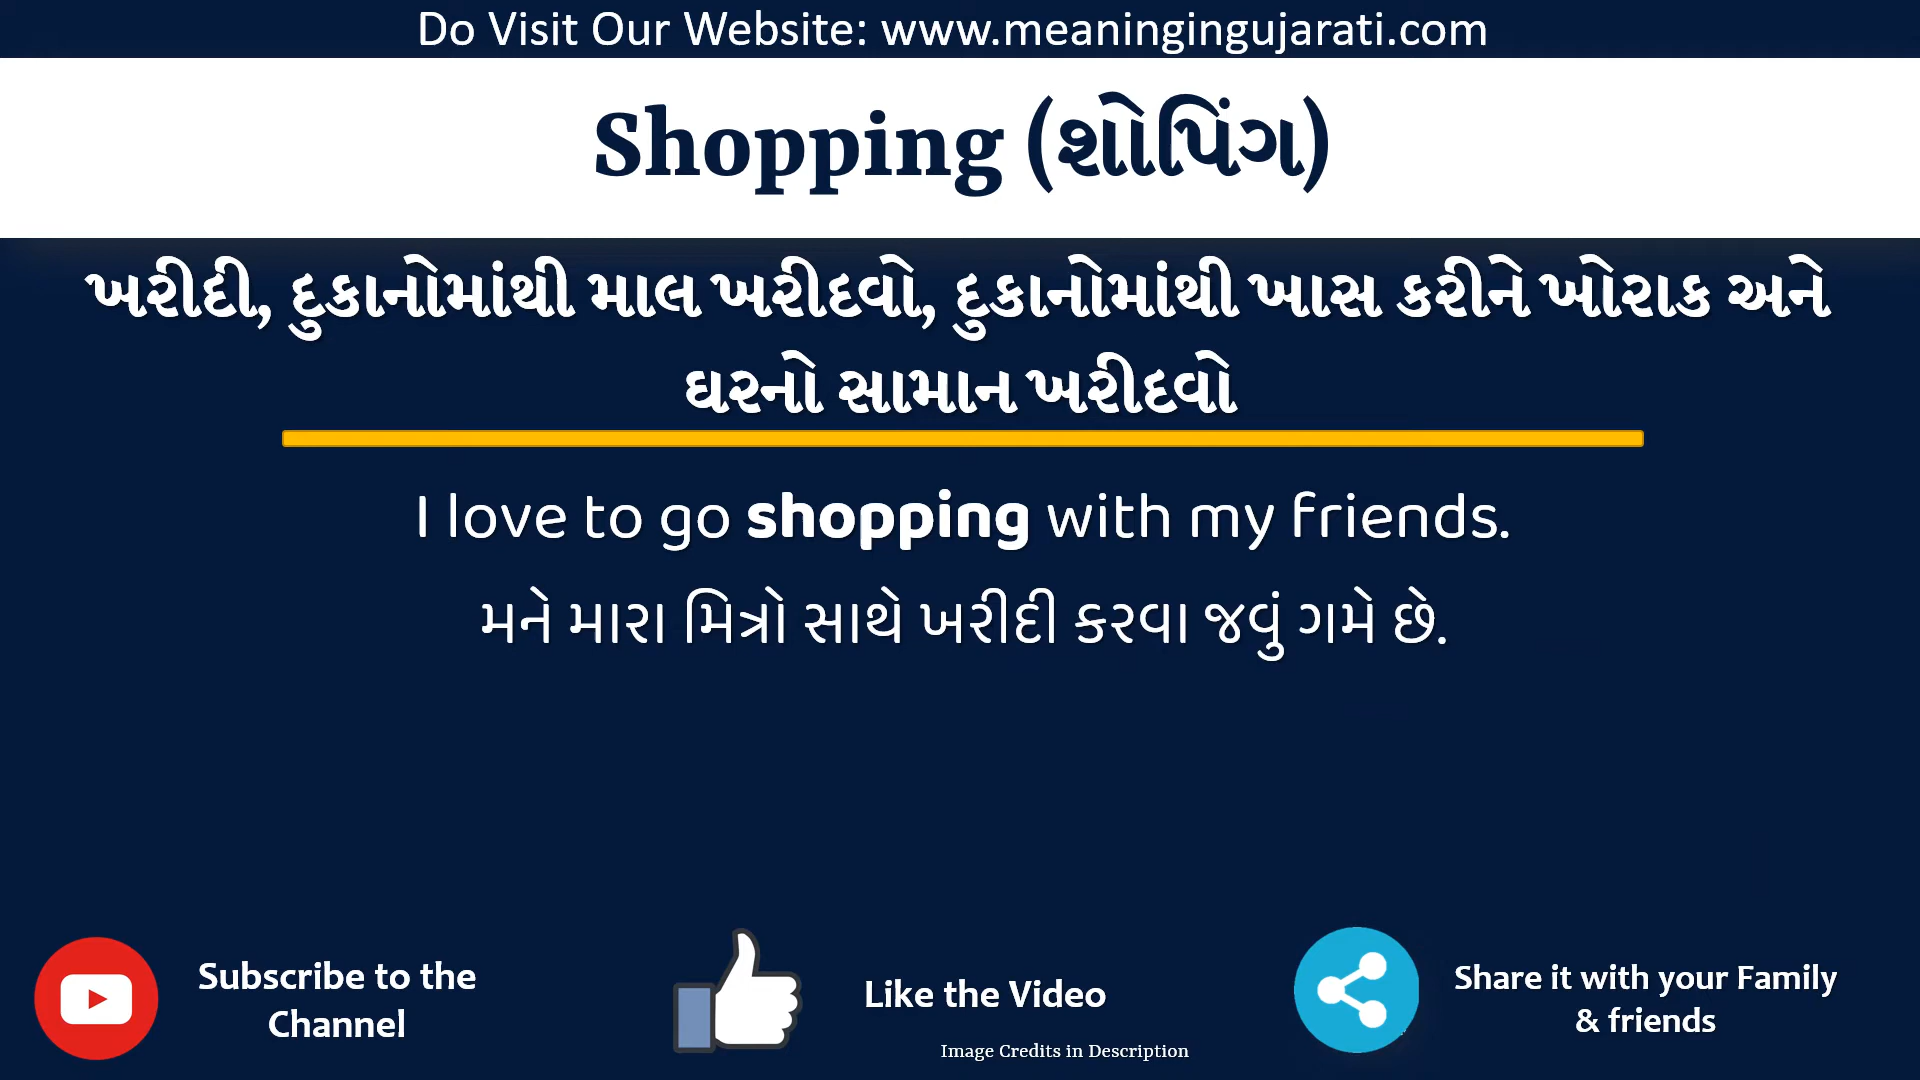 Do Visit Our Website: www.meaningingujarati.com
Shopping (શોપિંગ)
ખરીદી, દુકાનોમાંથી માલ ખરીદવો, દુકાનોમાંથી ખાસ કરીને ખોરાક અને
ઘરનો સામાન ખરીદવો
I love to go shopping with my friends.
મને મારા મિત્રો સાથે ખરીદી કરવા જવું ગમે છે.
Subscribe to the
Channel
Like the Video
Share it with your Family
& friends
Image Credits in Description